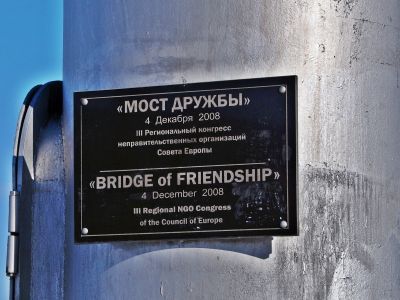 «МОСТ ДРУЖБЫ»
4 Декабря 2008
III Региональный конгресс
неправительственных организаций
Совета Европы
«BRIDGE of FRIENDSHIP»
4 December 2008
III Regional NGO Congress
of the Council of Europe